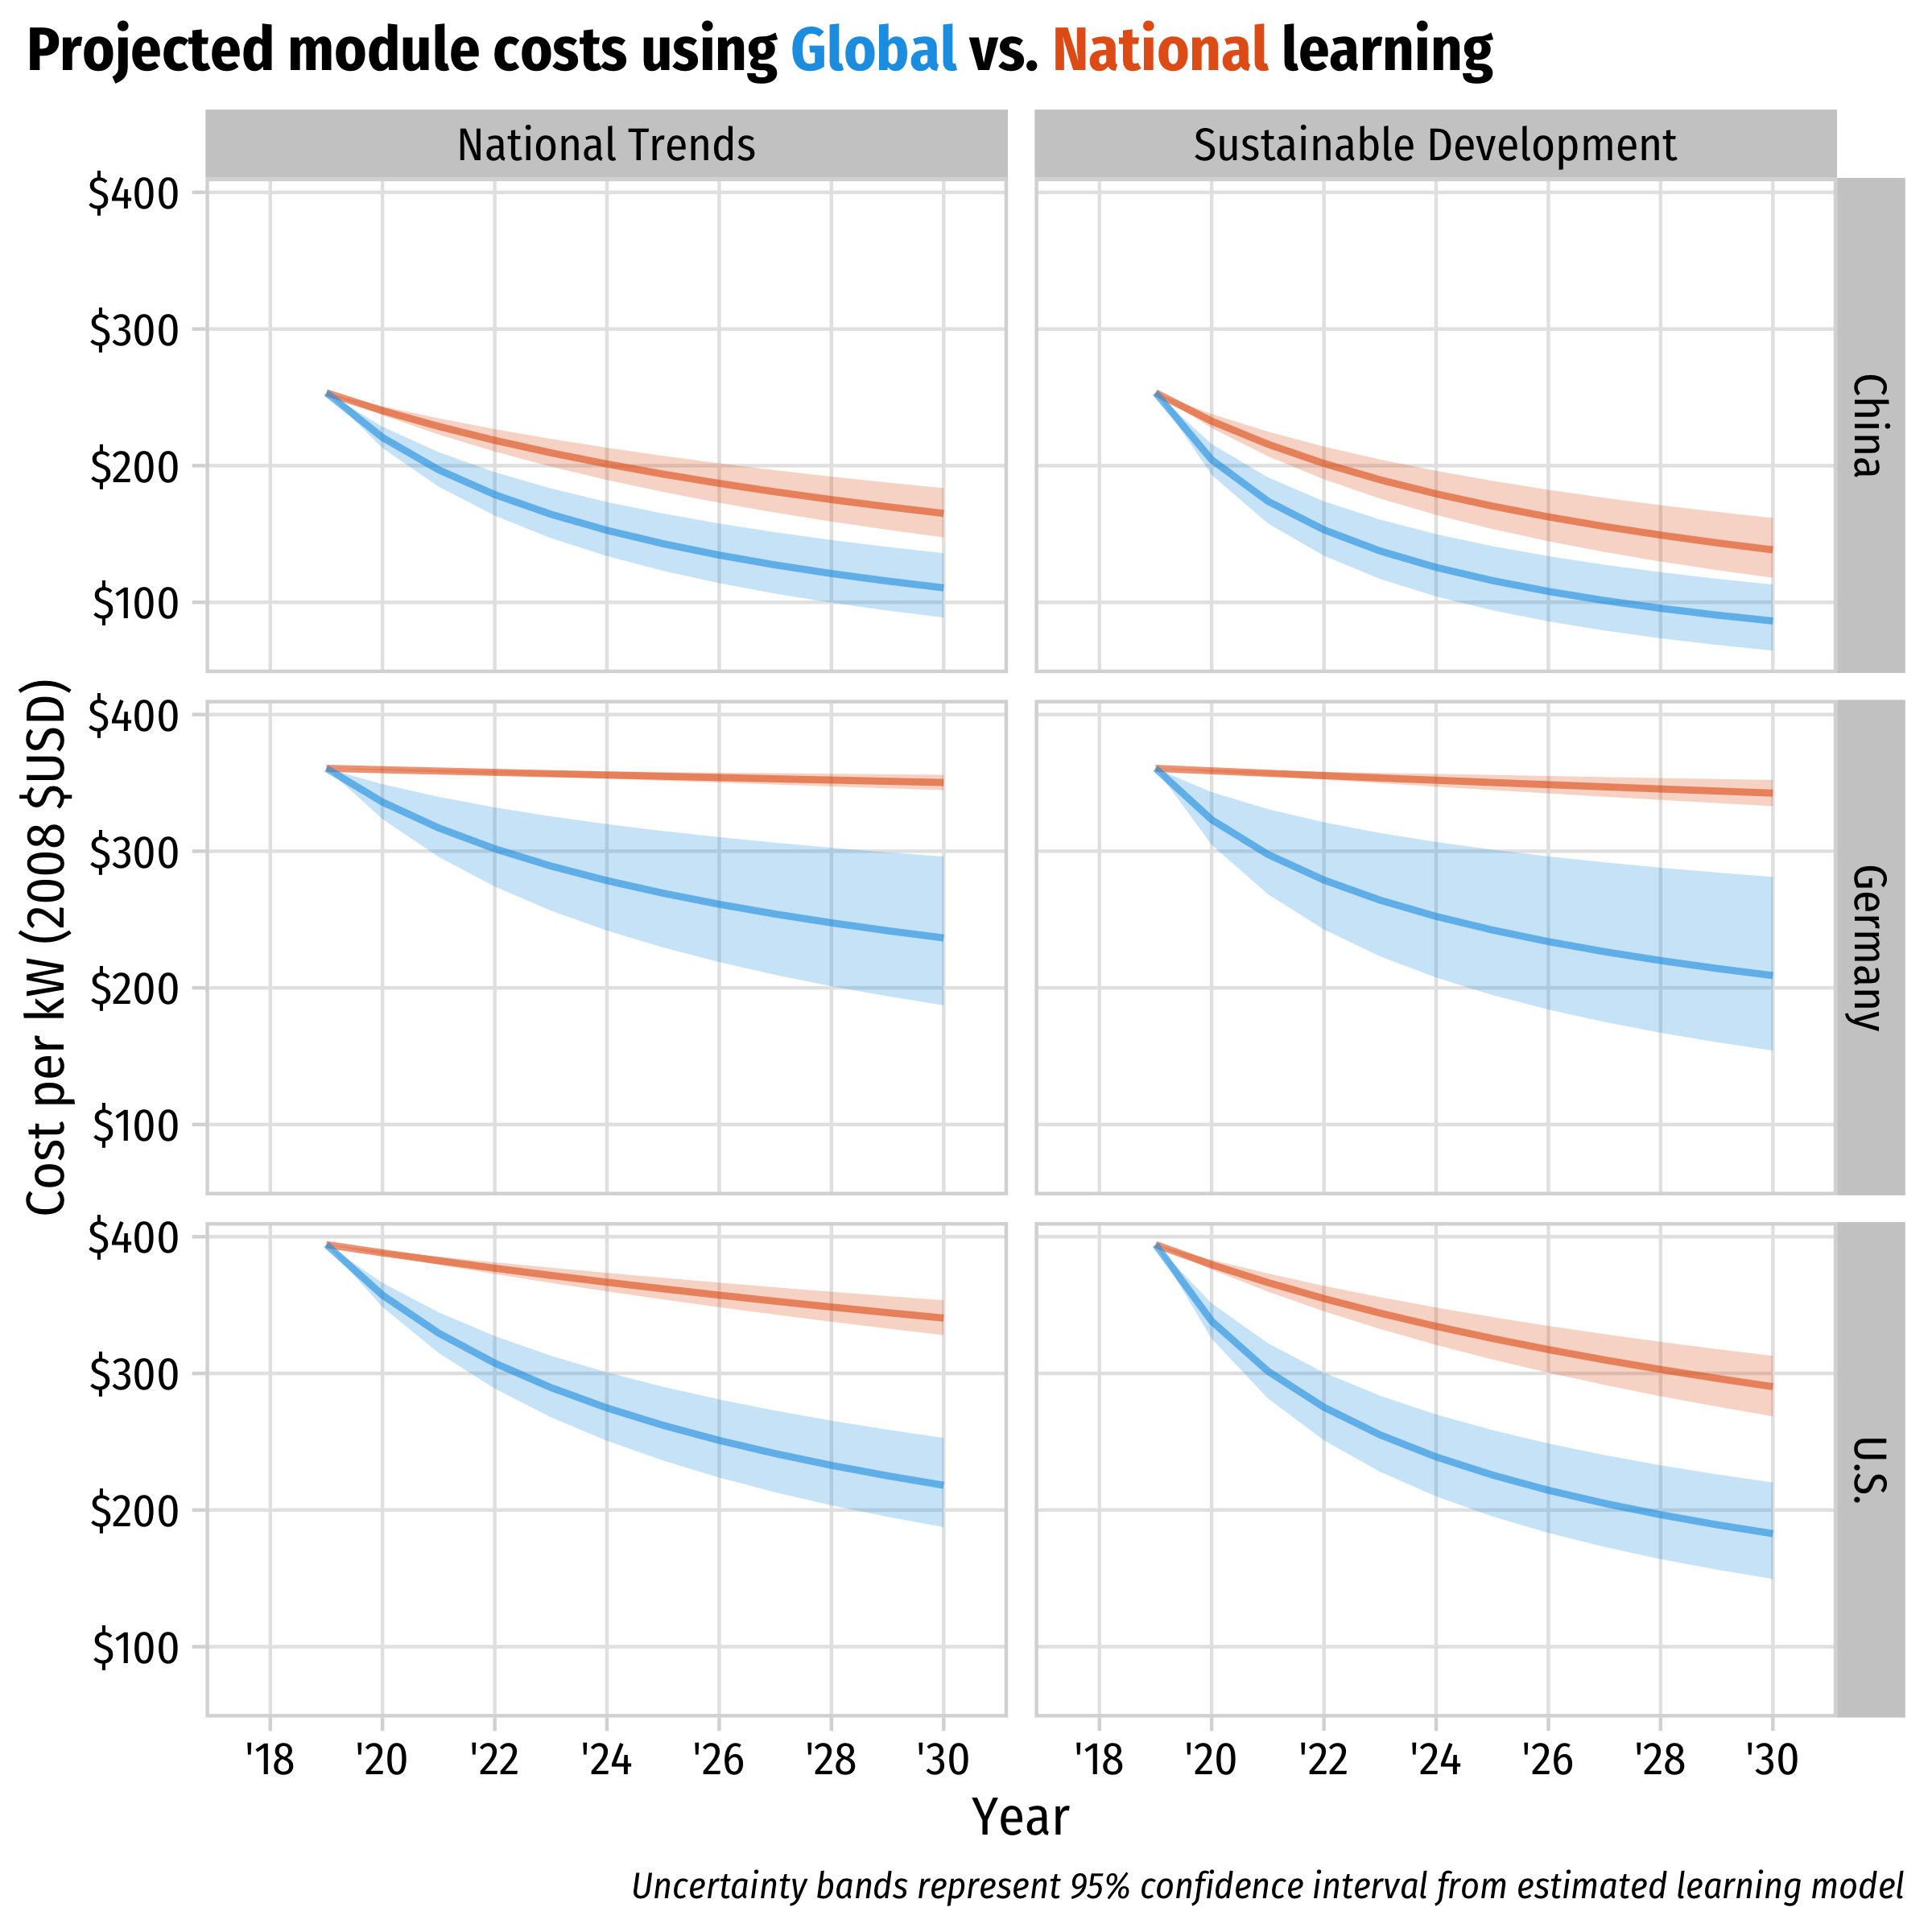 Projected module costs using Global vs. National learning
National Trends
Sustainable Development
Cost per kW (2008 $USD)
$400
$300
$200
$100
China
$400
$300
$200
$100
Germany
$400
$300
$200
$100
U.S.
'18 '20 '22 '24 '26 '28 '30
'18 '20 '22 '24 '26 '28 '30
Year
Uncertainty bands represent 95% confidence interval from estimated learning model